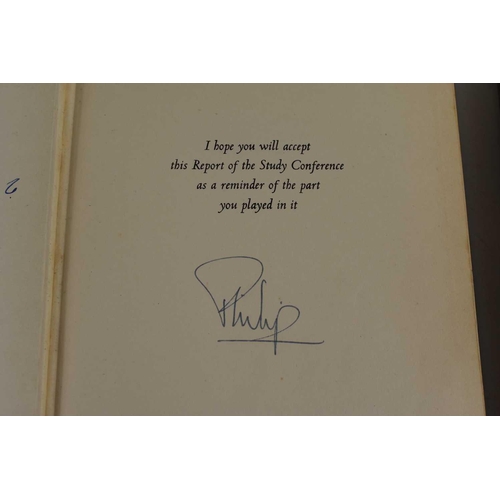 I hope you will accept
this Report of the Study Conference
as a reminder of the part
you played in it
Philip